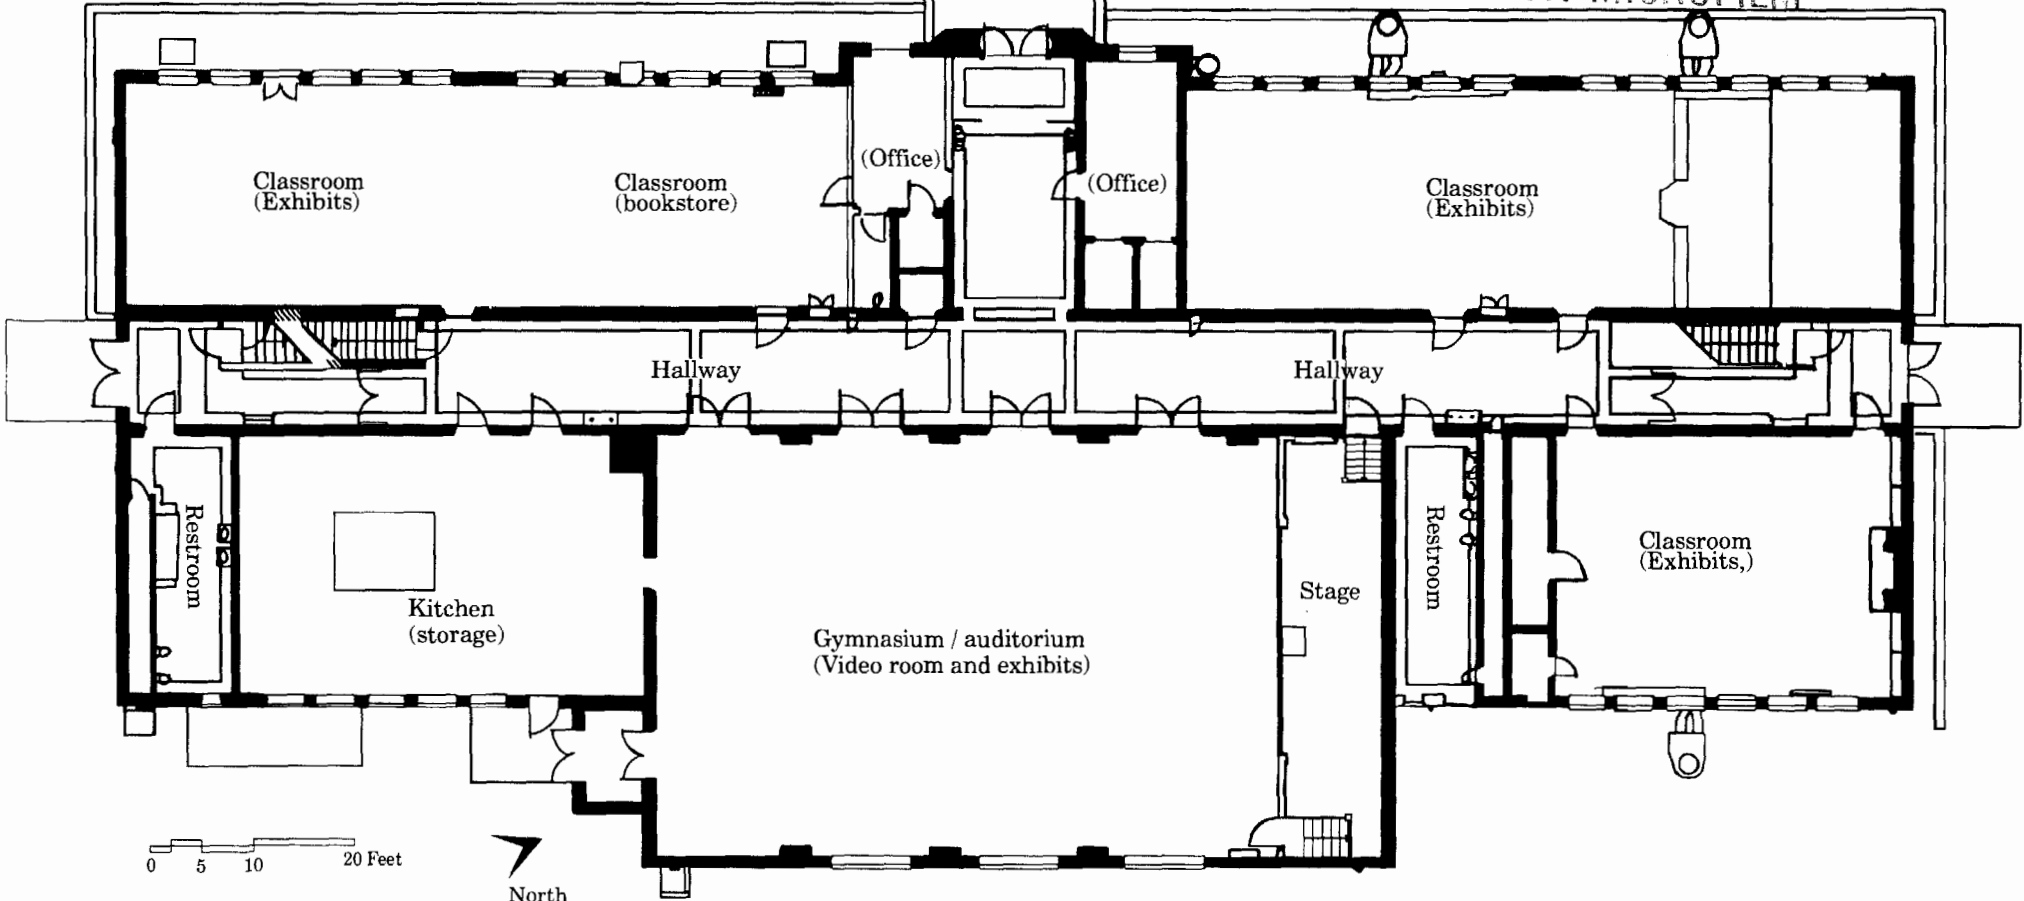 (Office)
Classroom
(Exhibits)
Classroom
(bookstore)
(Office)
Classroom
(Exhibits)
Hallway
Hallway
Restroom
Kitchen
(storage)
Gymnasium / auditorium
(Video room and exhibits)
Stage
Restroom
Classroom
(Exhibits,)
0 5 10 20 Feet
North